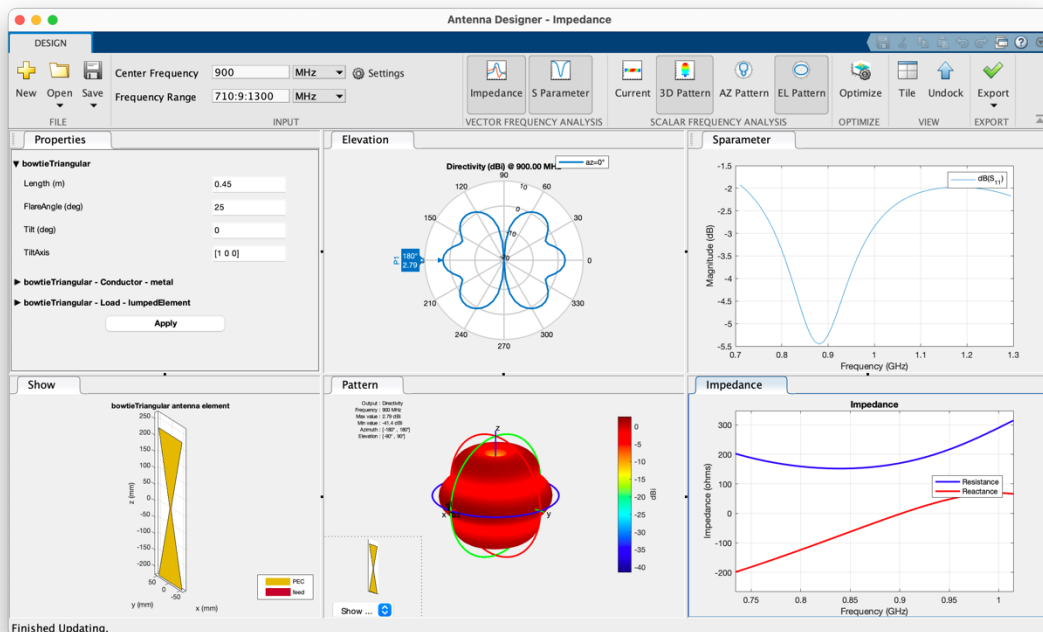 Antenna Designer - Impedance
DESIGN
New
Open
Save
FILE
Center Frequency 900 MHz Settings
Frequency Range 710:9:1300 MHz
INPUT
Impedance
S Parameter
VECTOR FREQUENCY ANALYSIS
Current
3D Pattern
AZ Pattern
EL Pattern
SCALAR FREQUENCY ANALYSIS
Optimize
OPTIMIZE
Tile
Undock
VIEW
Export
EXPORT
Properties
bowtieTriangular
Length (m) 0.45
FlareAngle (deg) 25
Tilt (deg) 0
TiltAxis [1 0 0]
bowtieTriangular - Conductor - metal
bowtieTriangular - Load - lumpedElement
Apply
Elevation
Directivity (dBi) @ 900.00 MHz
az=0°
90
120 60
150 30
180°
2.79
P1
0
210 330
240 300
270
10
0
Sparameter
dB(S11)
Magnitude (dB)
-1.5
-2
-2.5
-3
-3.5
-4
-4.5
-5
-5.5
0.7 0.8 0.9 1 1.1 1.2 1.3
Frequency (GHz)
Show
bowtieTriangular antenna element
z (mm)
250
200
150
100
50
0
-50
-100
-150
-200
50
0
-50
y (mm)
x (mm)
PEC
feed
Pattern
Output : Directivity
Frequency : 900 MHz
Max value : 2.79 dBi
Min value : -41.4 dBi
Azimuth : [-180° , 180°]
Elevation : [-90° , 90°]
z
x
y
0
-5
-10
-15
-20
-25
-30
-35
-40
dBi
Show ...
Impedance
Impedance
Impedance (ohms)
300
200
100
0
-100
-200
Resistance
Reactance
0.75 0.8 0.85 0.9 0.95 1
Frequency (GHz)
Finished Updating.